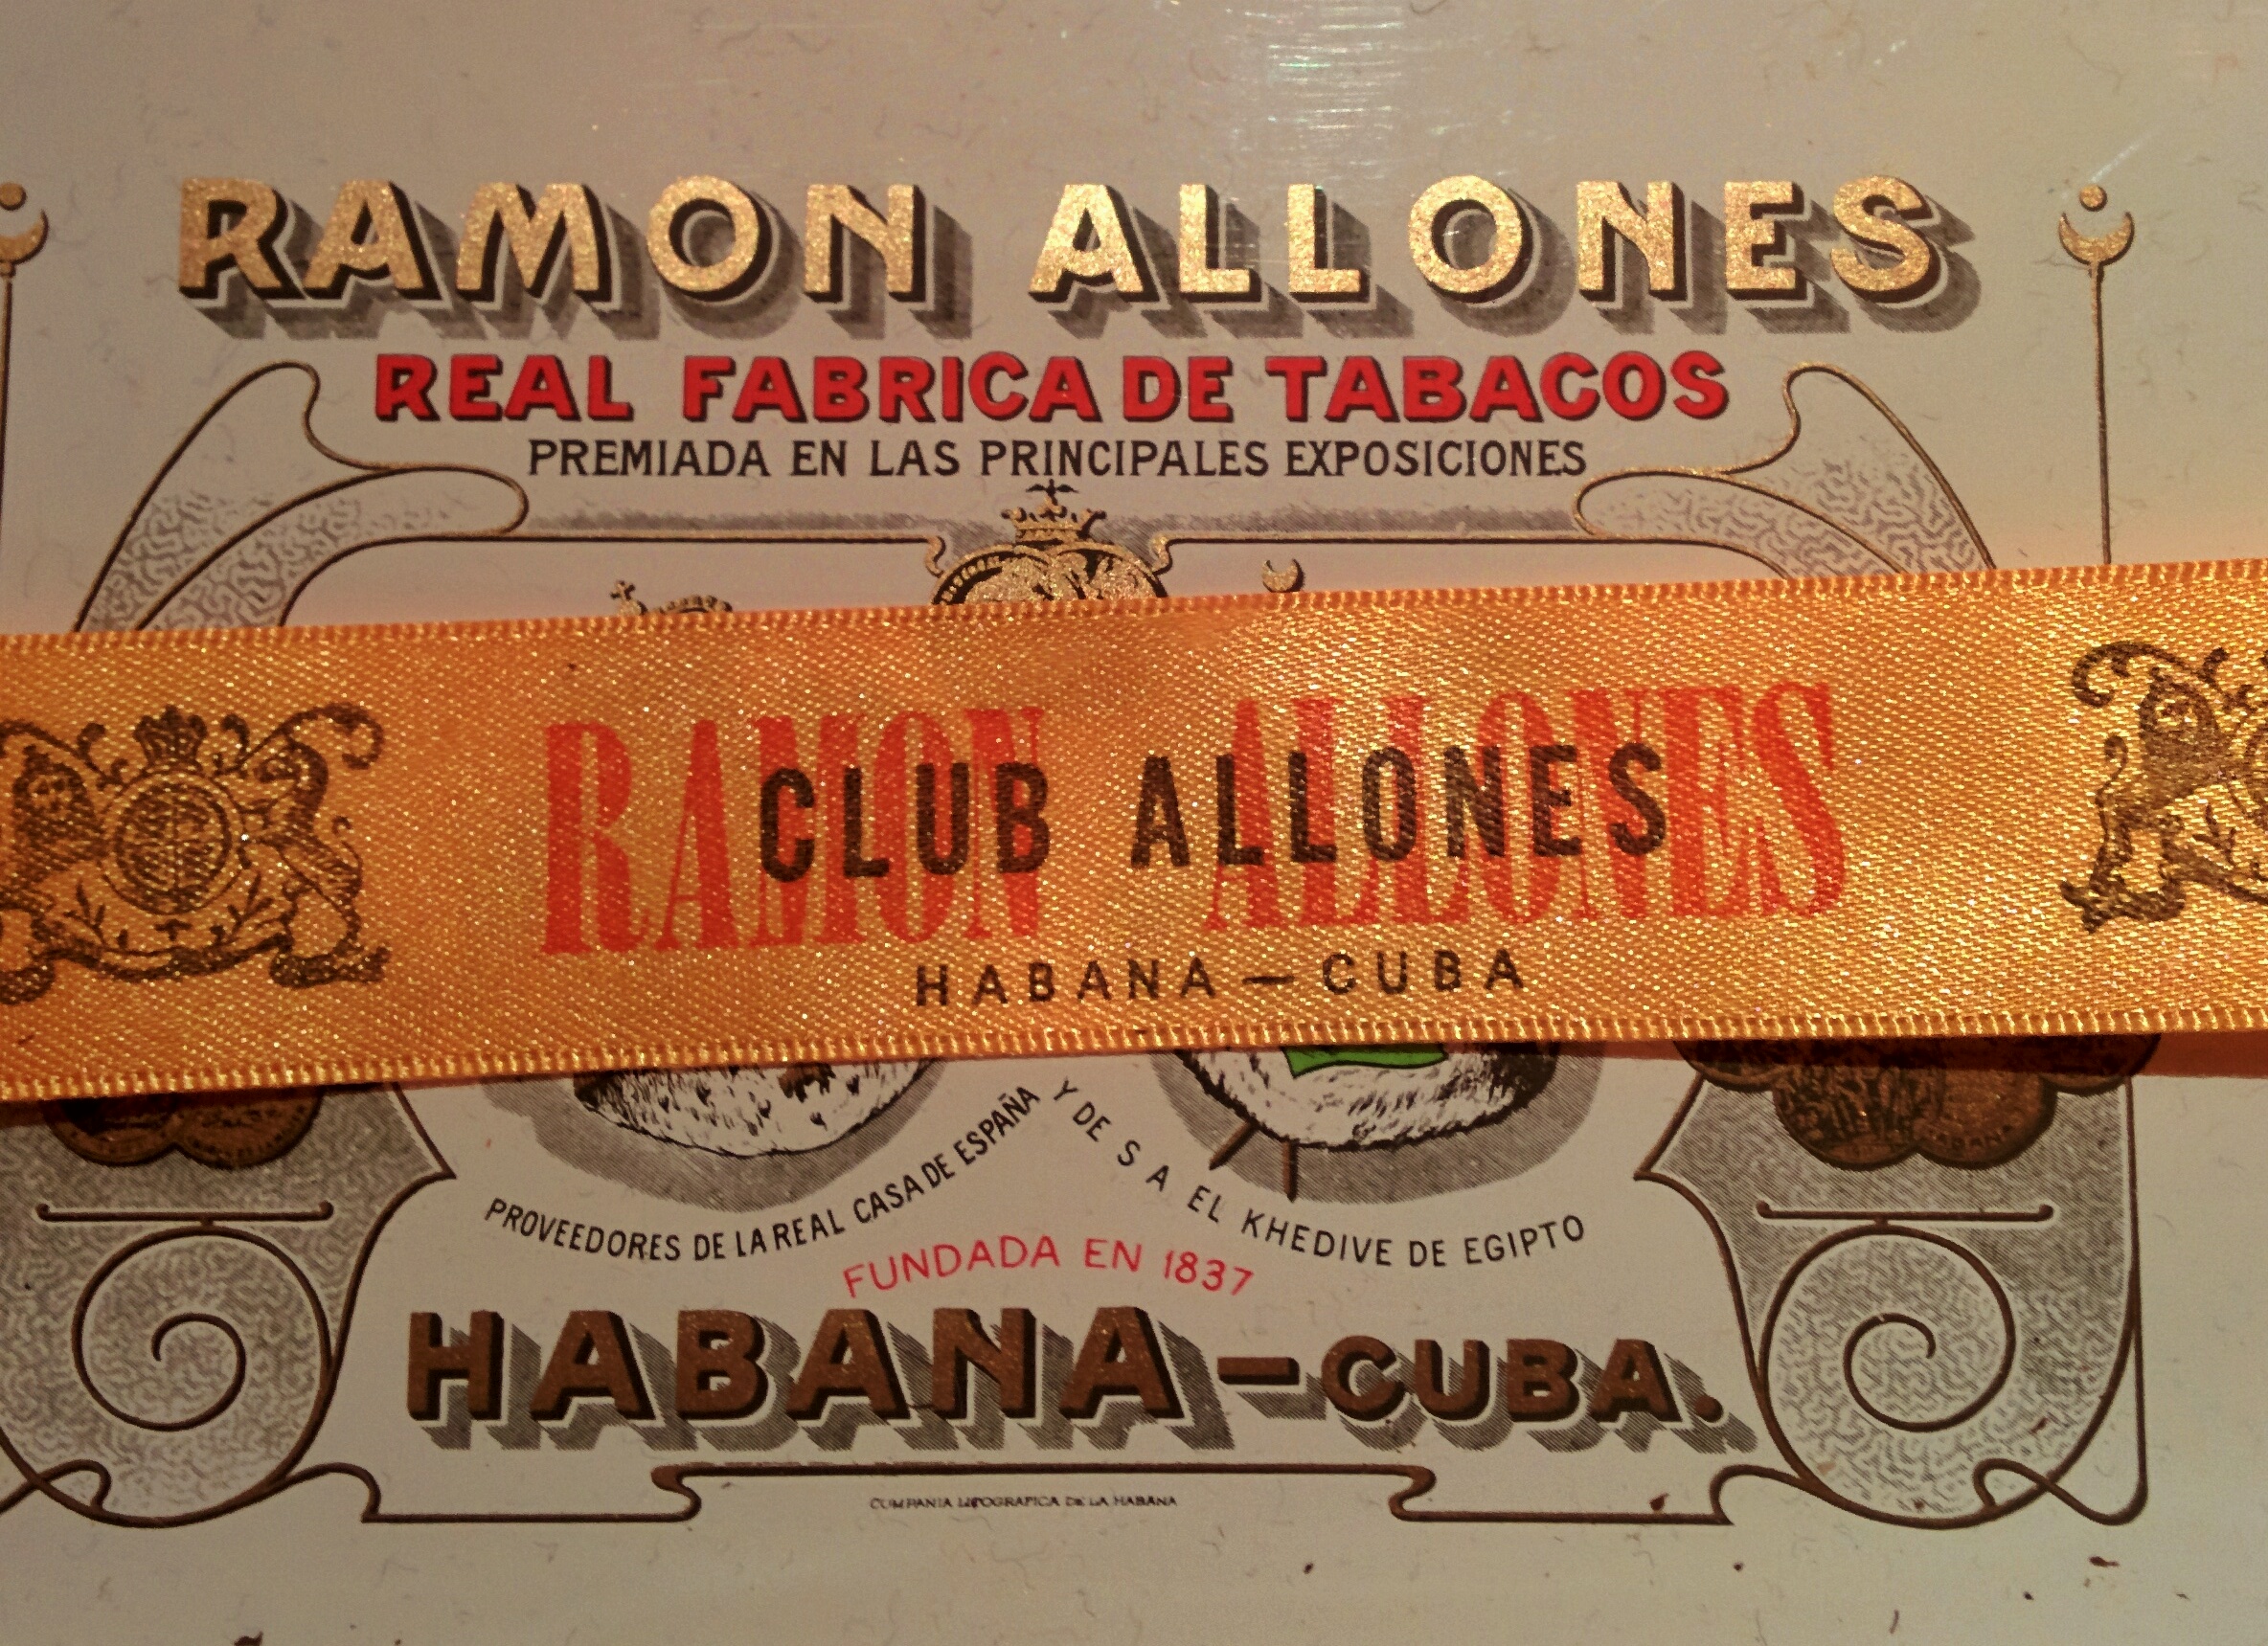 RAMON ALLONES
REAL FABRICA DE TABACOS
PREMIADA EN LAS PRINCIPALES EXPOSICIONES
RAMON ALLONES
CLUB ALLONES
HABANA—CUBA
PROVEEDORES DE LA REAL CASA DE ESPAÑA Y DE S A EL KHEDIVE DE EGIPTO
FUNDADA EN 1837
HABANA-CUBA.
COMPAÑIA LITOGRAFICA DE LA HABANA